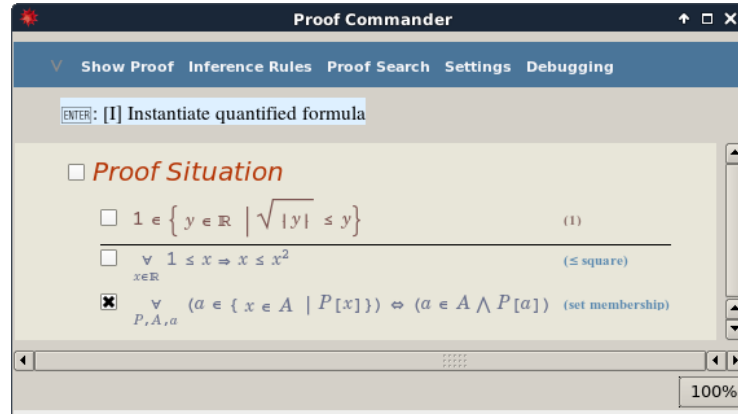 Proof Commander
Show Proof Inference Rules Proof Search Settings Debugging
ENTER: [I] Instantiate quantified formula
Proof Situation
1 ∈ { y ∈ ℝ | √|y| ≤ y} (1)
∀ 1 ≤ x ⇒ x ≤ x² (≤ square)
x∈ℝ
∀ (a ∈ { x ∈ A | P[x]}) ⇔ (a ∈ A ⋀ P[a]) (set membership)
P,A,a
100%